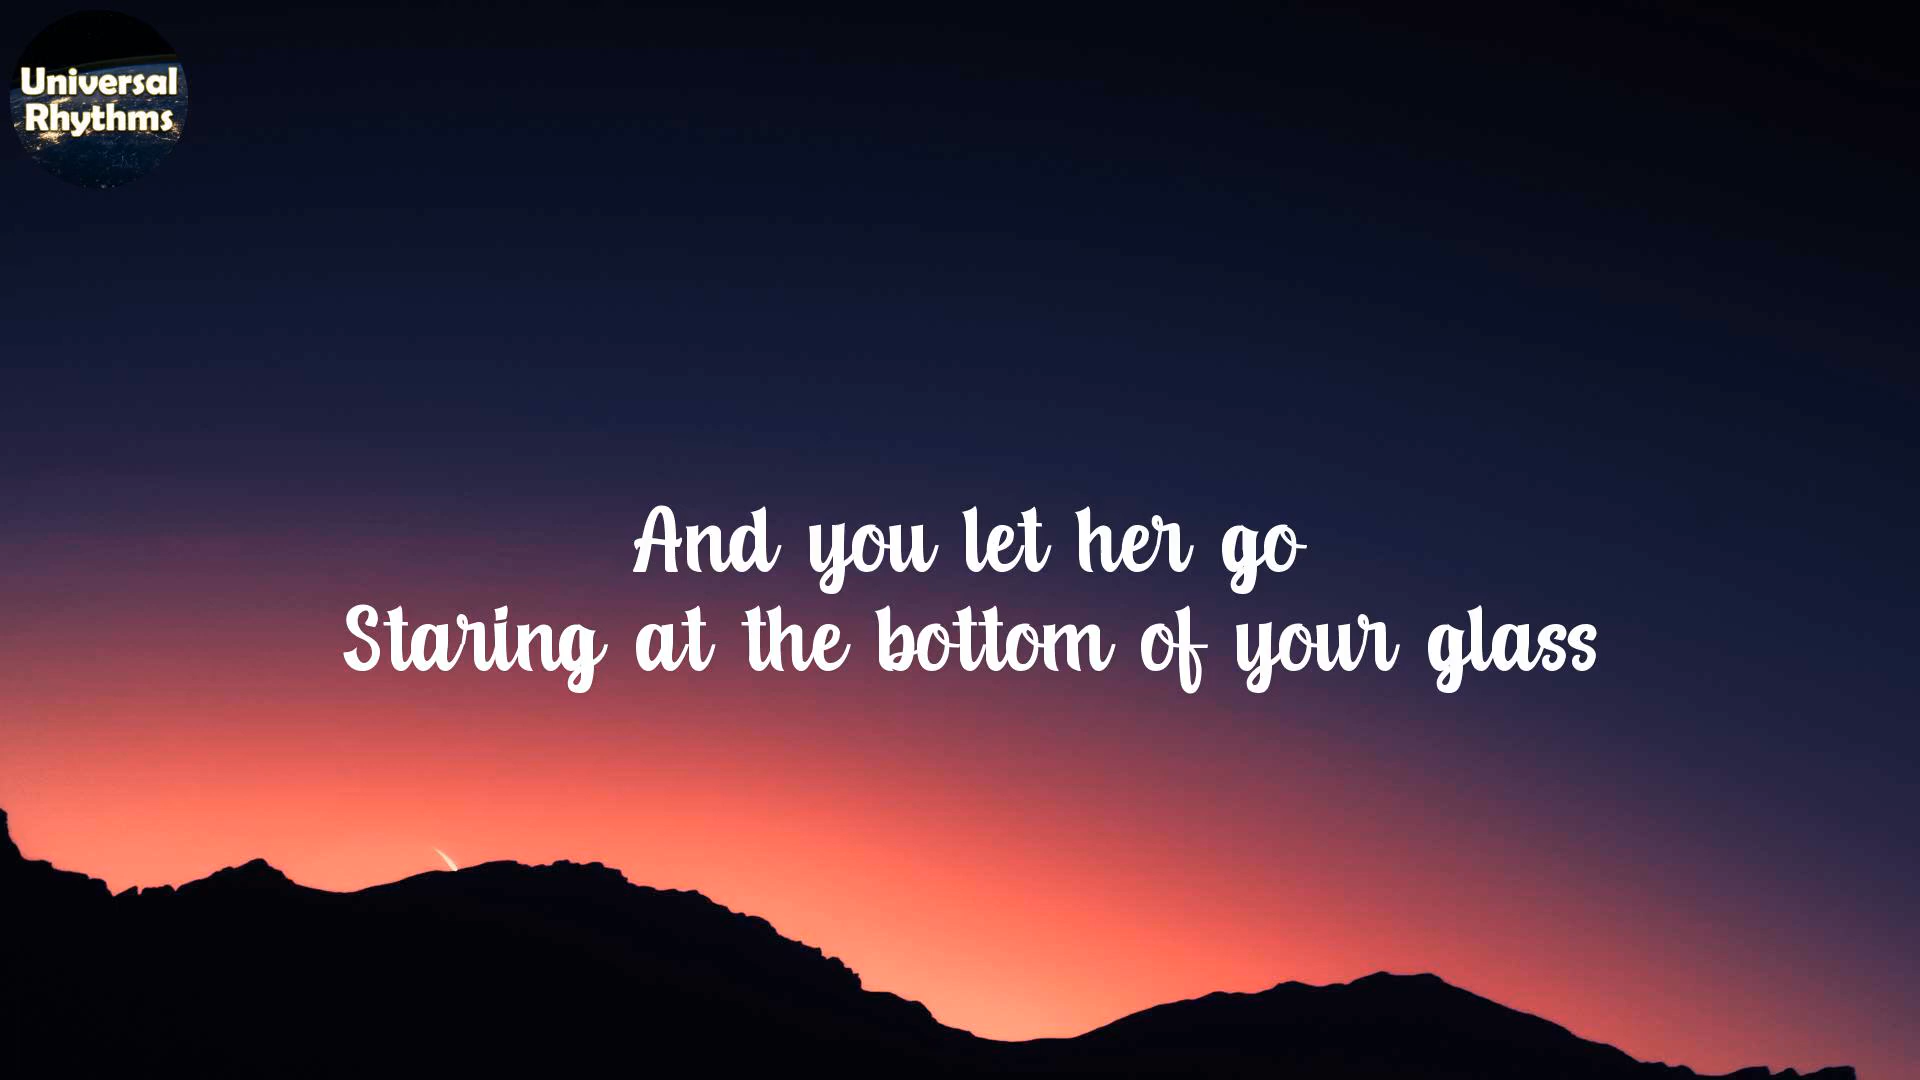 Universal
Rhythms
And you let her go
Staring at the bottom of your glass